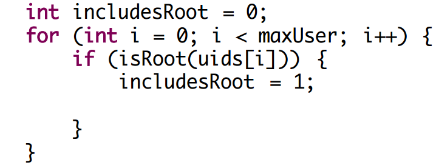 int includesRoot = 0;
for (int i = 0; i < maxUser; i++) {
    if (isRoot(uids[i])) {
        includesRoot = 1;

    }
}